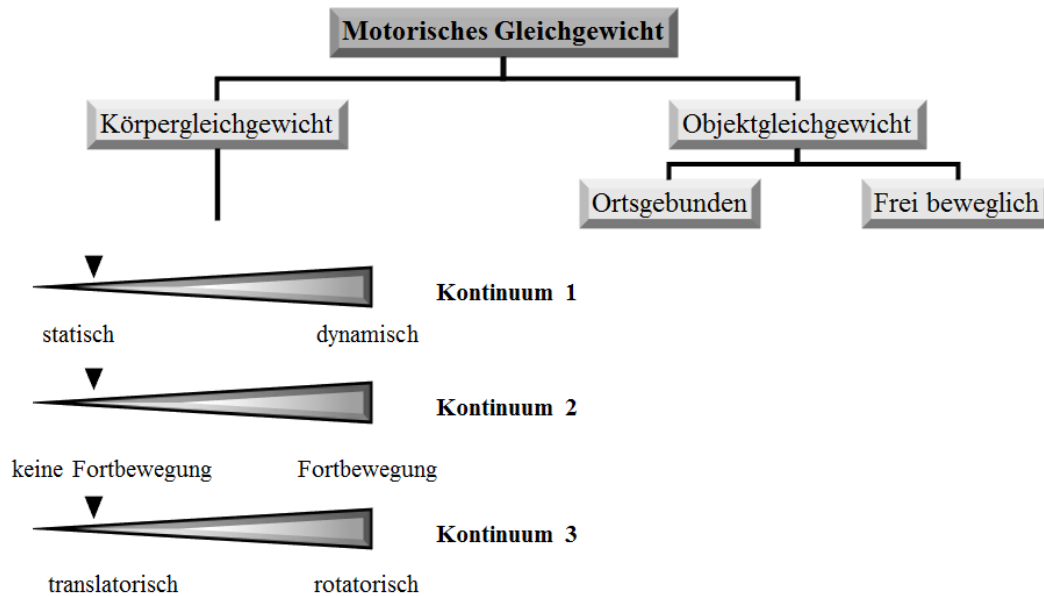 Motorisches Gleichgewicht
Körpergleichgewicht
Objektgleichgewicht
Ortsgebunden
Frei beweglich
Kontinuum 1
statisch
dynamisch
Kontinuum 2
keine Fortbewegung
Fortbewegung
Kontinuum 3
translatorisch
rotatorisch